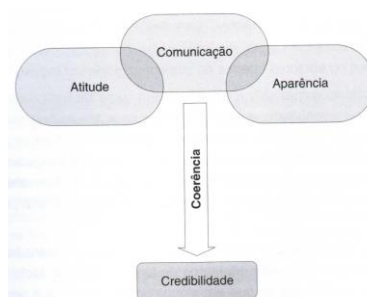 Comunicação
Atitude
Aparência
Coerência
Credibilidade